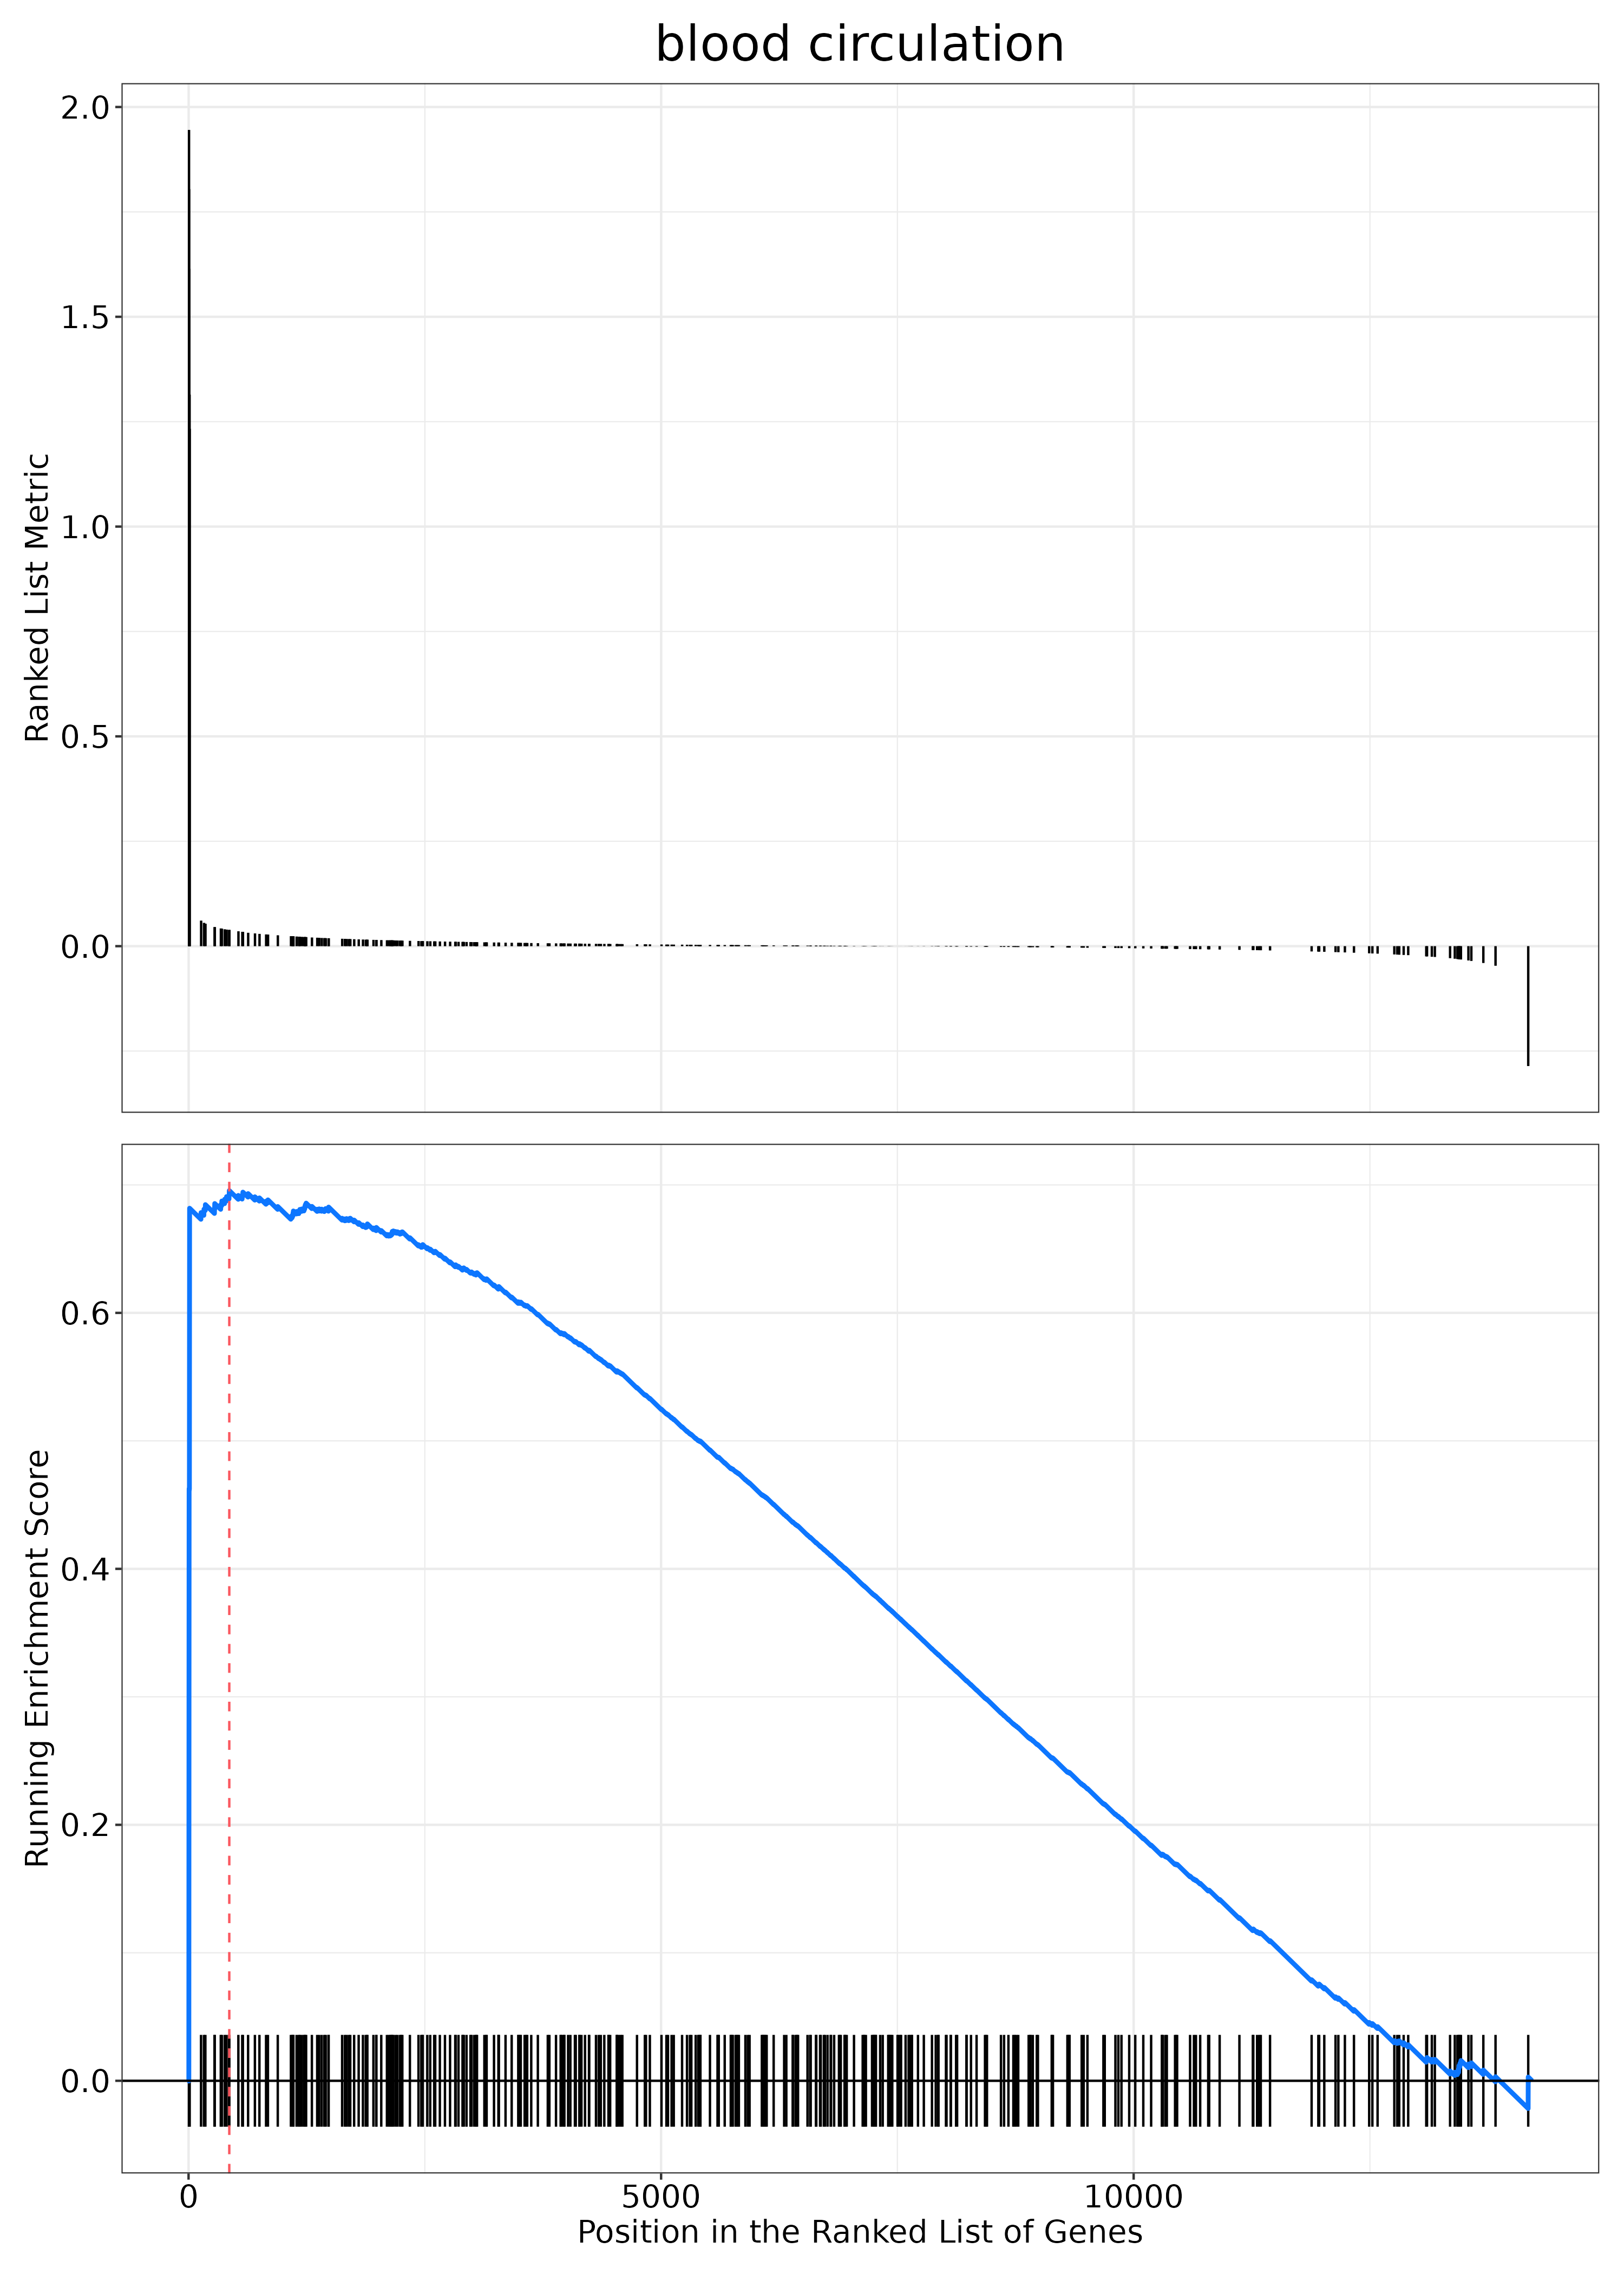 blood circulation
2.0
1.5
1.0
0.5
0.0
Ranked List Metric
0.6
0.4
0.2
0.0
Running Enrichment Score
0 5000 10000
Position in the Ranked List of Genes